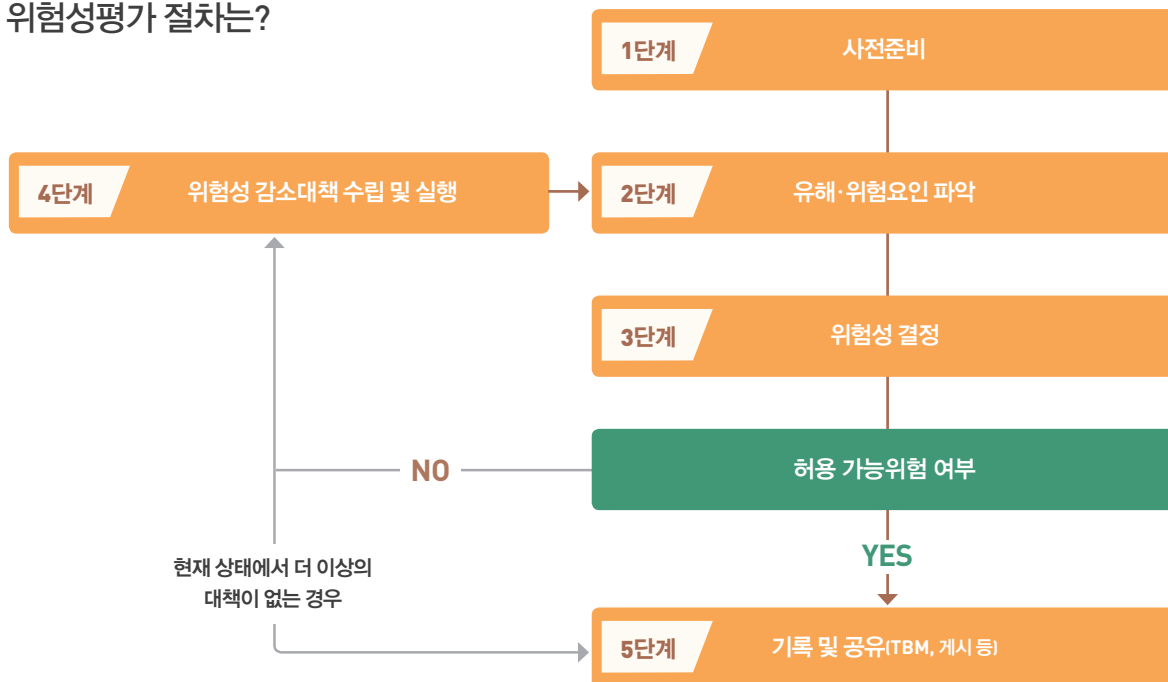 위험성평가 절차는?
1단계 사전준비
4단계 위험성 감소대책 수립 및 실행
2단계 유해·위험요인 파악
3단계 위험성 결정
허용 가능위험 여부
NO
YES
현재 상태에서 더 이상의
대책이 없는 경우
5단계 기록 및 공유(TBM, 게시 등)